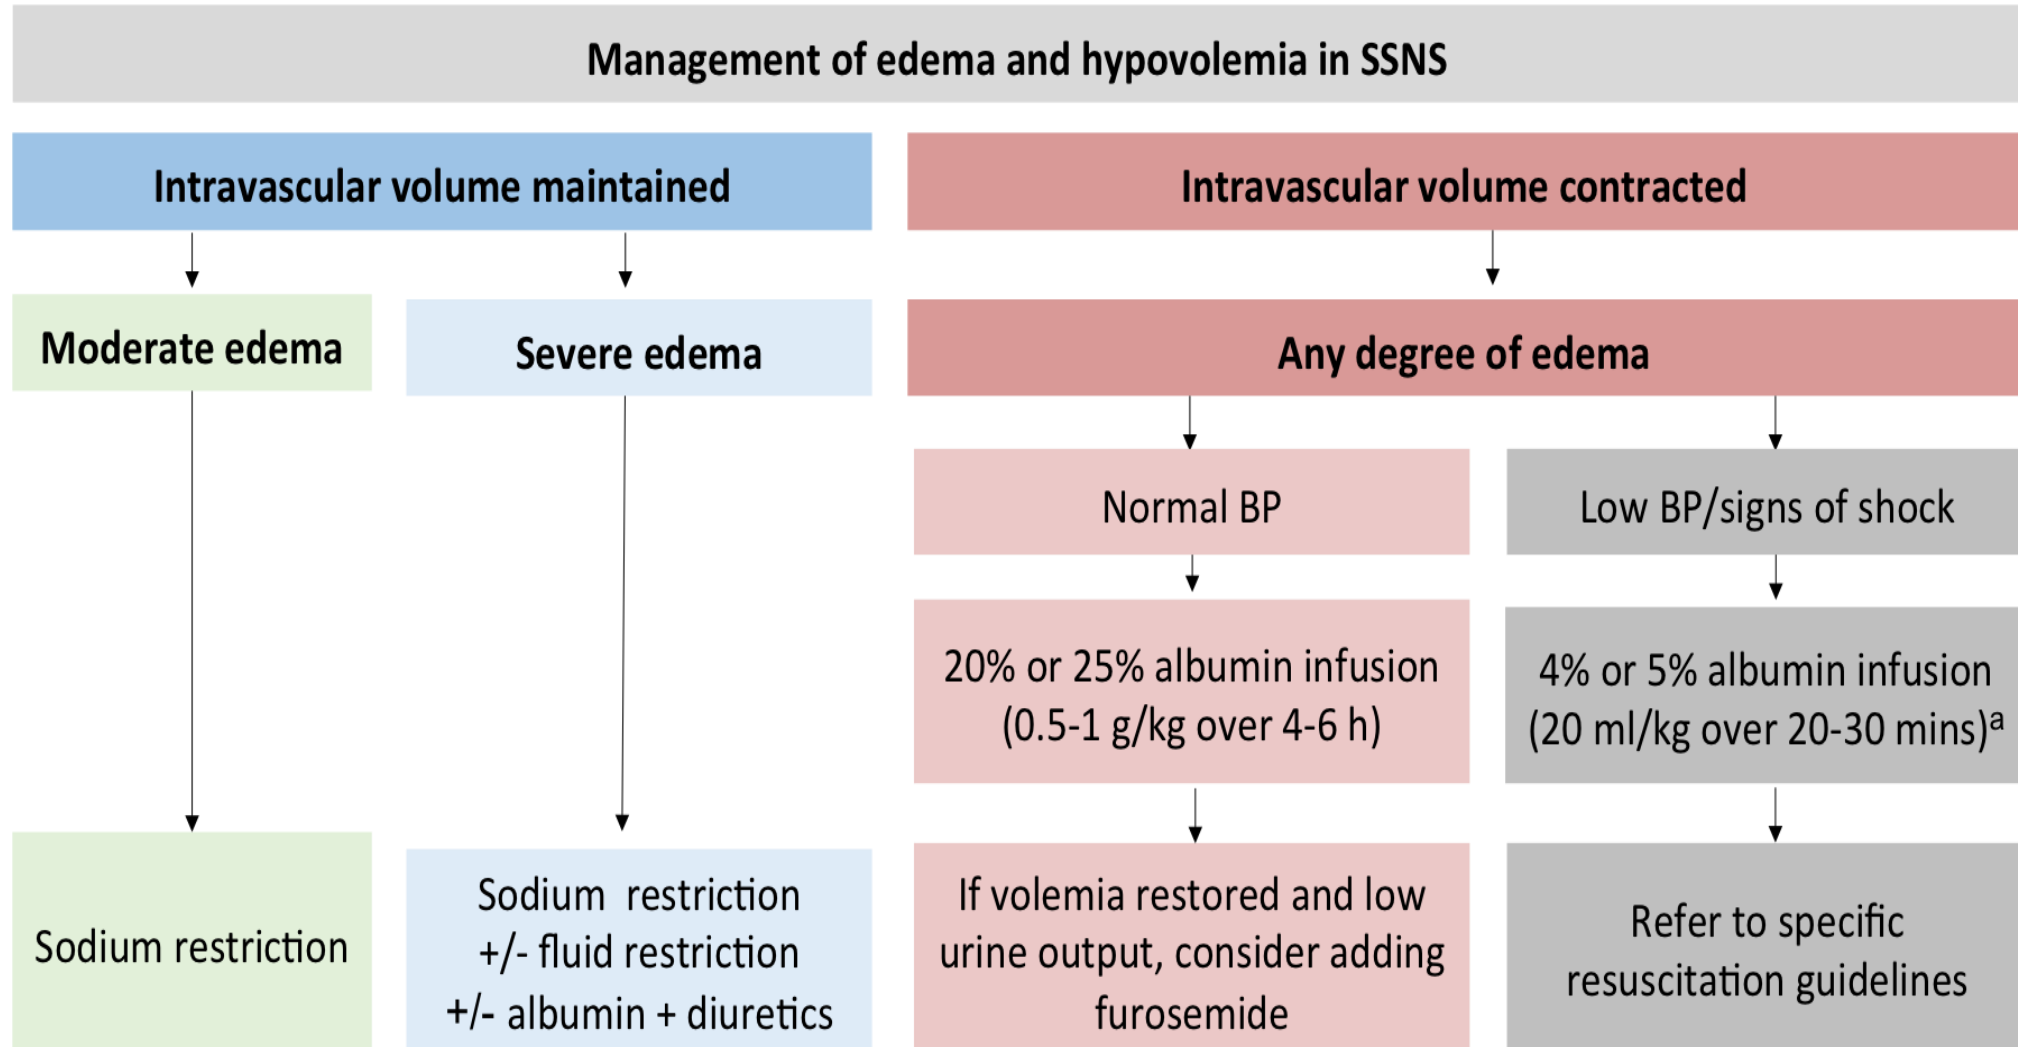 Management of edema and hypovolemia in SSNS
Intravascular volume maintained
Intravascular volume contracted
Moderate edema
Severe edema
Any degree of edema
Normal BP
Low BP/signs of shock
20% or 25% albumin infusion
(0.5-1 g/kg over 4-6 h)
4% or 5% albumin infusion
(20 ml/kg over 20-30 mins)ᵃ
Sodium restriction
Sodium restriction
+/- fluid restriction
+/- albumin + diuretics
If volemia restored and low
urine output, consider adding
furosemide
Refer to specific
resuscitation guidelines